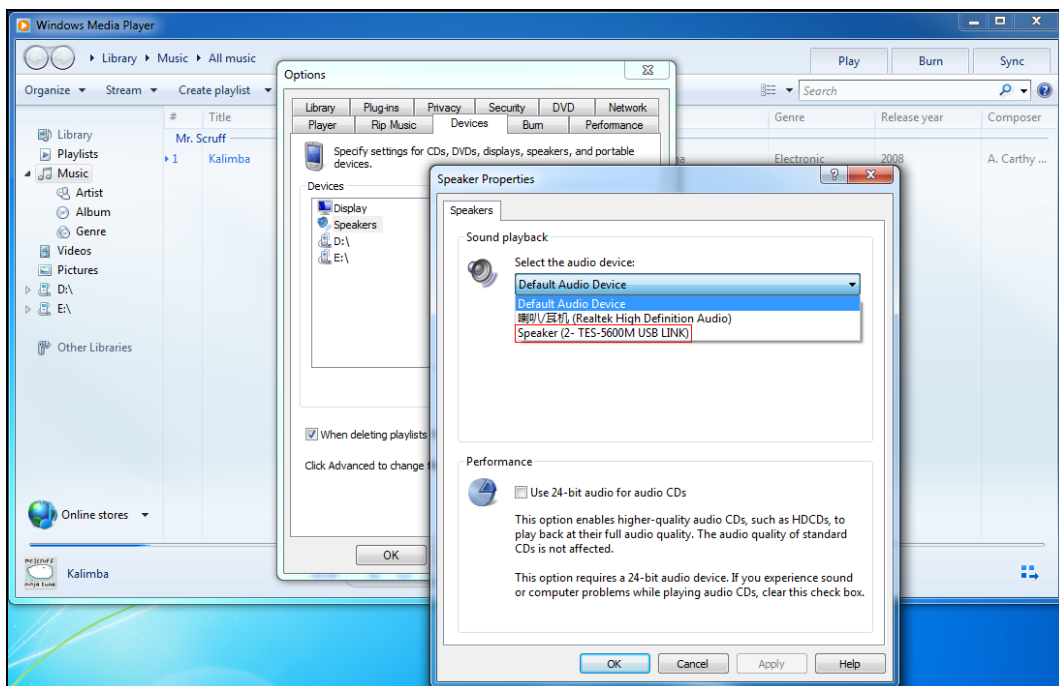 Windows Media Player
Library Music All music
Play Burn Sync
Organize Stream Create playlist
Search
Library
Playlists
Music
Artist
Album
Genre
Videos
Pictures
D:\
E:\
Other Libraries
Online stores
Kalimba
# Title
Genre Release year Composer
Mr. Scruff
1 Kalimba
Electronic 2008 A. Carthy ...
Options
Library Plug-ins Privacy Security DVD Network
Player Rip Music Devices Burn Performance
Specify settings for CDs, DVDs, displays, speakers, and portable
devices.
Devices
Display
Speakers
D:\
E:\
When deleting playlists
Click Advanced to change
OK
Speaker Properties
Speakers
Sound playback
Select the audio device:
Default Audio Device
Default Audio Device
喇叭/耳机 (Realtek High Definition Audio)
Speaker (2- TES-5600M USB LINK)
Performance
Use 24-bit audio for audio CDs
This option enables higher-quality audio CDs, such as HDCDs, to
play back at their full audio quality. The audio quality of standard
CDs is not affected.
This option requires a 24-bit audio device. If you experience sound
or computer problems while playing audio CDs, clear this check box.
OK Cancel Apply Help